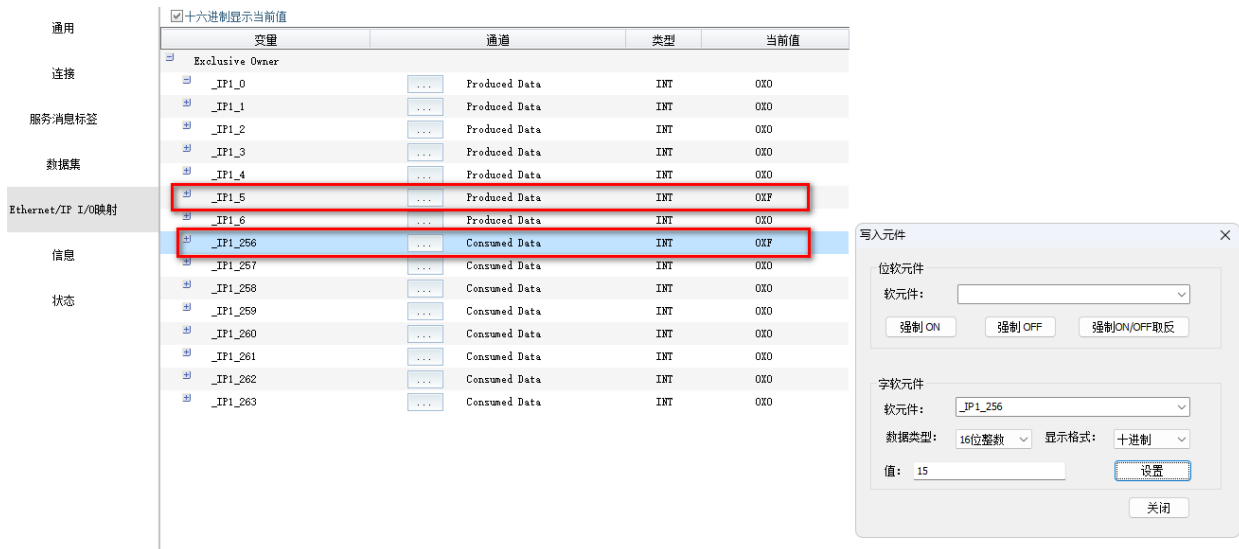 通用
连接
服务消息标签
数据集
Ethernet/IP I/O映射
信息
状态
十六进制显示当前值
变量 通道 类型 当前值
Exclusive Owner
_IP1_0 ... Produced Data INT 0X0
_IP1_1 ... Produced Data INT 0X0
_IP1_2 ... Produced Data INT 0X0
_IP1_3 ... Produced Data INT 0X0
_IP1_4 ... Produced Data INT 0X0
_IP1_5 ... Produced Data INT 0XF
_IP1_6 ... Produced Data INT 0X0
_IP1_256 ... Consumed Data INT 0XF
_IP1_257 ... Consumed Data INT 0X0
_IP1_258 ... Consumed Data INT 0X0
_IP1_259 ... Consumed Data INT 0X0
_IP1_260 ... Consumed Data INT 0X0
_IP1_261 ... Consumed Data INT 0X0
_IP1_262 ... Consumed Data INT 0X0
_IP1_263 ... Consumed Data INT 0X0
写入元件
位软元件
软元件:
强制 ON 强制 OFF 强制ON/OFF取反
字软元件
软元件: _IP1_256
数据类型: 16位整数 显示格式: 十进制
值: 15 设置
关闭